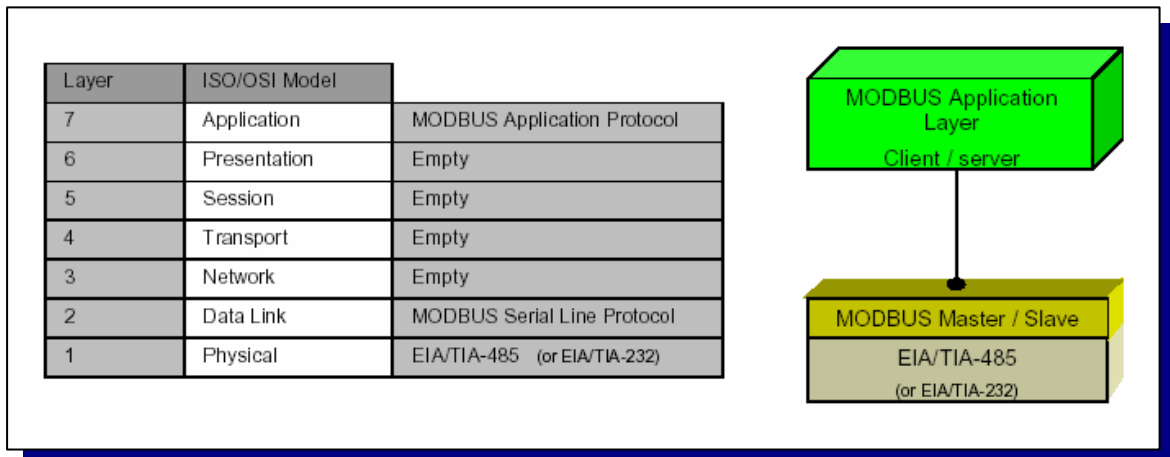 Layer ISO/OSI Model
7 Application MODBUS Application Protocol
6 Presentation Empty
5 Session Empty
4 Transport Empty
3 Network Empty
2 Data Link MODBUS Serial Line Protocol
1 Physical EIA/TIA-485 (or EIA/TIA-232)
MODBUS Application
Layer
Client / server
MODBUS Master / Slave
EIA/TIA-485
(or EIA/TIA-232)